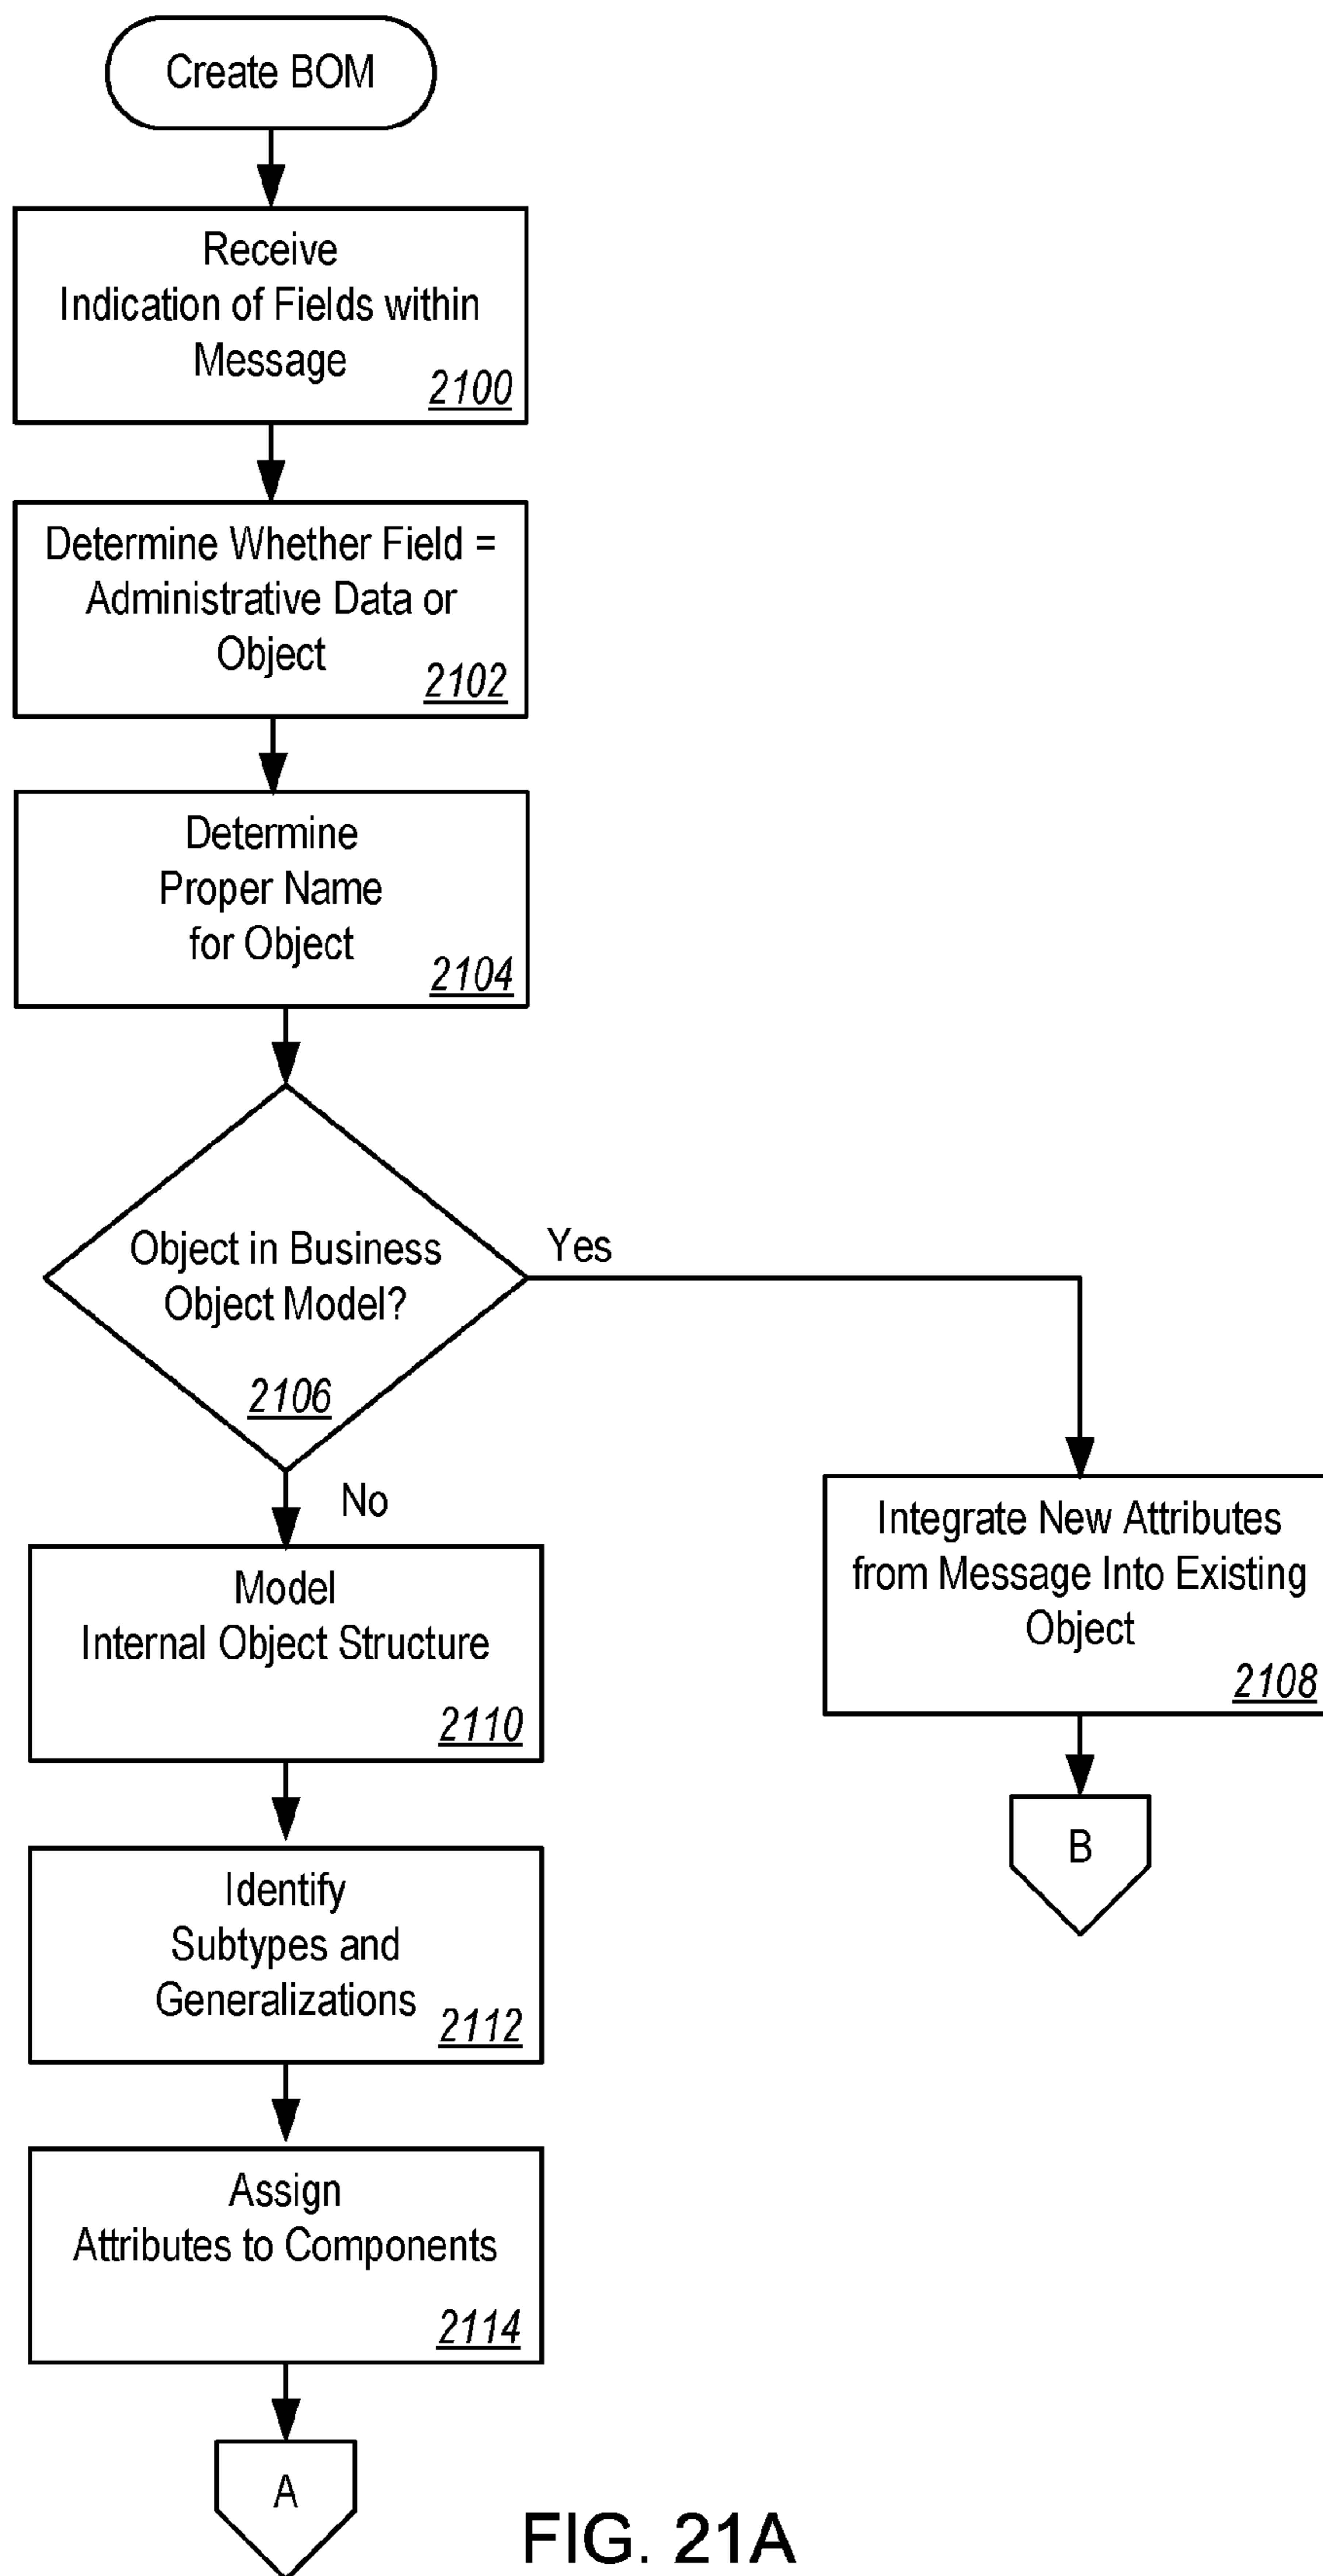 Create BOM
Receive
Indication of Fields within
Message
2100
Determine Whether Field =
Administrative Data or
Object
2102
Determine
Proper Name
for Object
2104
Object in Business
Object Model?
2106
Yes
No
Integrate New Attributes
from Message Into Existing
Object
2108
B
Model
Internal Object Structure
2110
Identify
Subtypes and
Generalizations
2112
Assign
Attributes to Components
2114
A
FIG. 21A